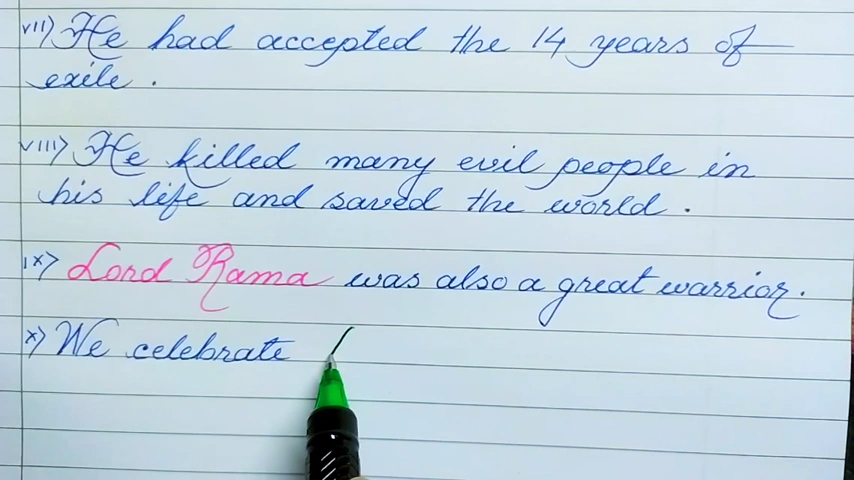 vii) He had accepted the 14 years of
exile.
viii) He killed many evil people in
his life and saved the world.
ix) Lord Rama was also a great warrior.
x) We celebrate